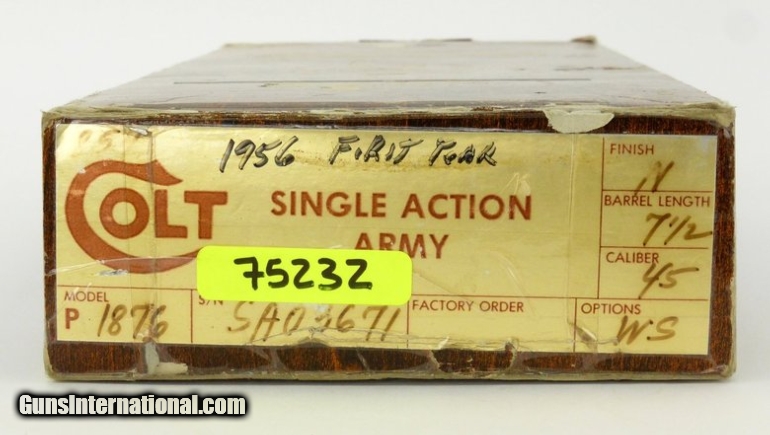 1956 FIRST YEAR
COLT
SINGLE ACTION
ARMY
75232
FINISH
N
BARREL LENGTH
7 1/2
CALIBER
45
MODEL
P 1876
S/N
SA03671
FACTORY ORDER
OPTIONS
WS
GunsInternational.com